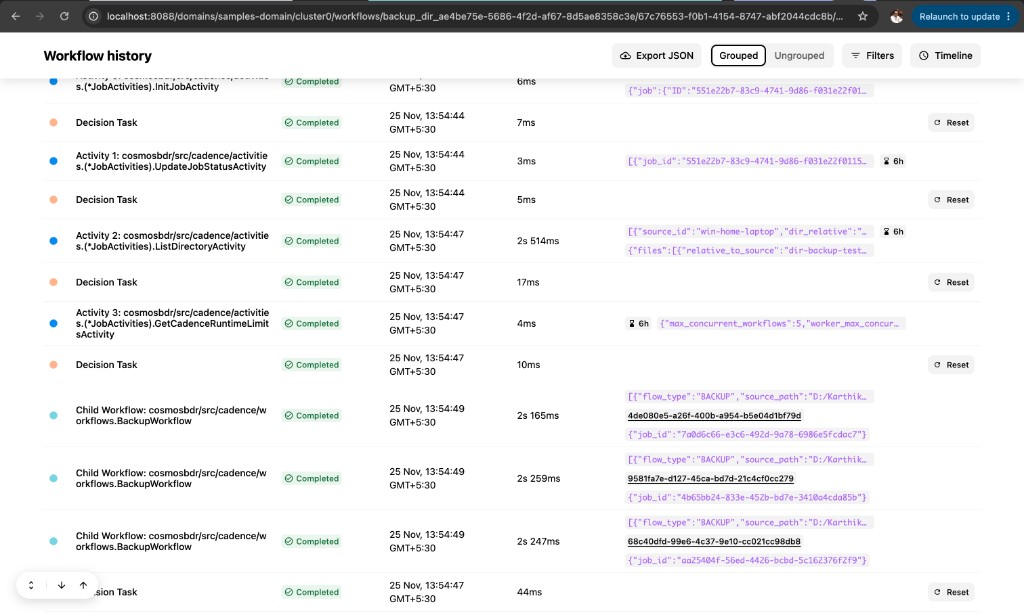 localhost:8088/domains/samples-domain/cluster0/workflows/backup_dir_ae4be75e-5686-4f2d-af67-8d5ae8358c3e/67c76553-f0b1-4154-8747-abf2044cdc8b/...
Relaunch to update
Workflow history
Export JSON
Grouped
Ungrouped
Filters
Timeline
s.(*JobActivities).InitJobActivity
Completed
GMT+5:30
6ms
{"job":{"ID":"551e22b7-83c9-4741-9d86-f031e22f01...
Decision Task
Completed
25 Nov, 13:54:44
GMT+5:30
7ms
Reset
Activity 1: cosmosbdr/src/cadence/activitie
s.(*JobActivities).UpdateJobStatusActivity
Completed
25 Nov, 13:54:44
GMT+5:30
3ms
[{"job_id":"551e22b7-83c9-4741-9d86-f031e22f0115...
6h
Decision Task
Completed
25 Nov, 13:54:44
GMT+5:30
5ms
Reset
Activity 2: cosmosbdr/src/cadence/activitie
s.(*JobActivities).ListDirectoryActivity
Completed
25 Nov, 13:54:47
GMT+5:30
2s 514ms
[{"source_id":"win-home-laptop","dir_relative":"...
6h
{"files":[{"relative_to_source":"dir-backup-test...
Decision Task
Completed
25 Nov, 13:54:47
GMT+5:30
17ms
Reset
Activity 3: cosmosbdr/src/cadence/activitie
s.(*JobActivities).GetCadenceRuntimeLimit
sActivity
Completed
25 Nov, 13:54:47
GMT+5:30
4ms
6h
{"max_concurrent_workflows":5,"worker_max_concur...
Decision Task
Completed
25 Nov, 13:54:47
GMT+5:30
10ms
Reset
Child Workflow: cosmosbdr/src/cadence/w
orkflows.BackupWorkflow
Completed
25 Nov, 13:54:49
GMT+5:30
2s 165ms
[{"flow_type":"BACKUP","source_path":"D:/Karthik...
4de080e5-a26f-400b-a954-b5e04d1bf79d
{"job_id":"7a0d6c66-e3c6-492d-9a78-6986e5fcdac7"}
Child Workflow: cosmosbdr/src/cadence/w
orkflows.BackupWorkflow
Completed
25 Nov, 13:54:49
GMT+5:30
2s 259ms
[{"flow_type":"BACKUP","source_path":"D:/Karthik...
9581fa7e-d127-45ca-bd7d-21c4cf0cc279
{"job_id":"4b65bb24-833e-452b-bd7e-3410a4cda85b"}
Child Workflow: cosmosbdr/src/cadence/w
orkflows.BackupWorkflow
Completed
25 Nov, 13:54:49
GMT+5:30
2s 247ms
[{"flow_type":"BACKUP","source_path":"D:/Karthik...
68c40dfd-99e6-4c37-9e10-cc021cc98db8
{"job_id":"aa25404f-56ed-4426-bcbd-5c162376f2f9"}
sion Task
Completed
25 Nov, 13:54:47
GMT+5:30
44ms
Reset